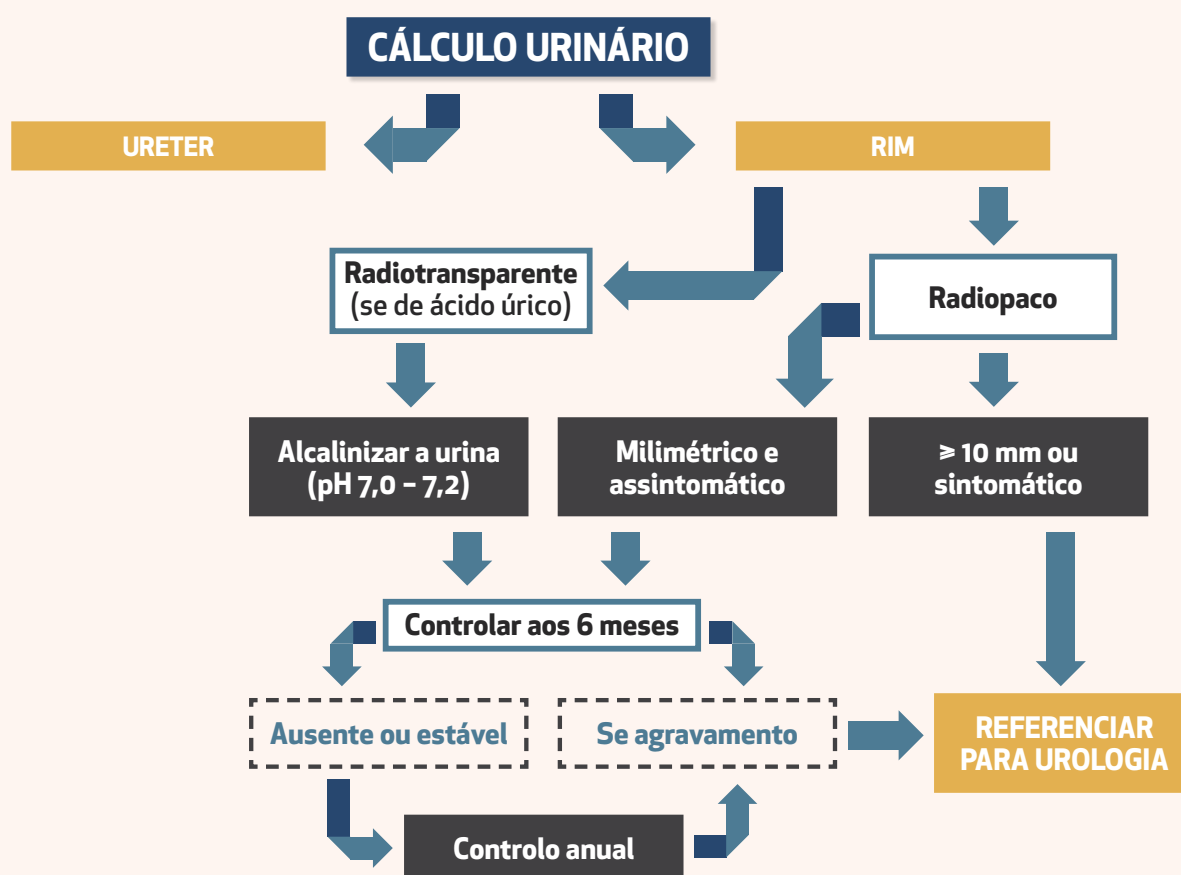 CÁLCULO URINÁRIO
URETER
RIM
Radiotransparente
(se de ácido úrico)
Radiopaco
Alcalinizar a urina
(pH 7,0 – 7,2)
Milimétrico e
assintomático
≥ 10 mm ou
sintomático
Controlar aos 6 meses
Ausente ou estável
Se agravamento
REFERENCIAR
PARA UROLOGIA
Controlo anual